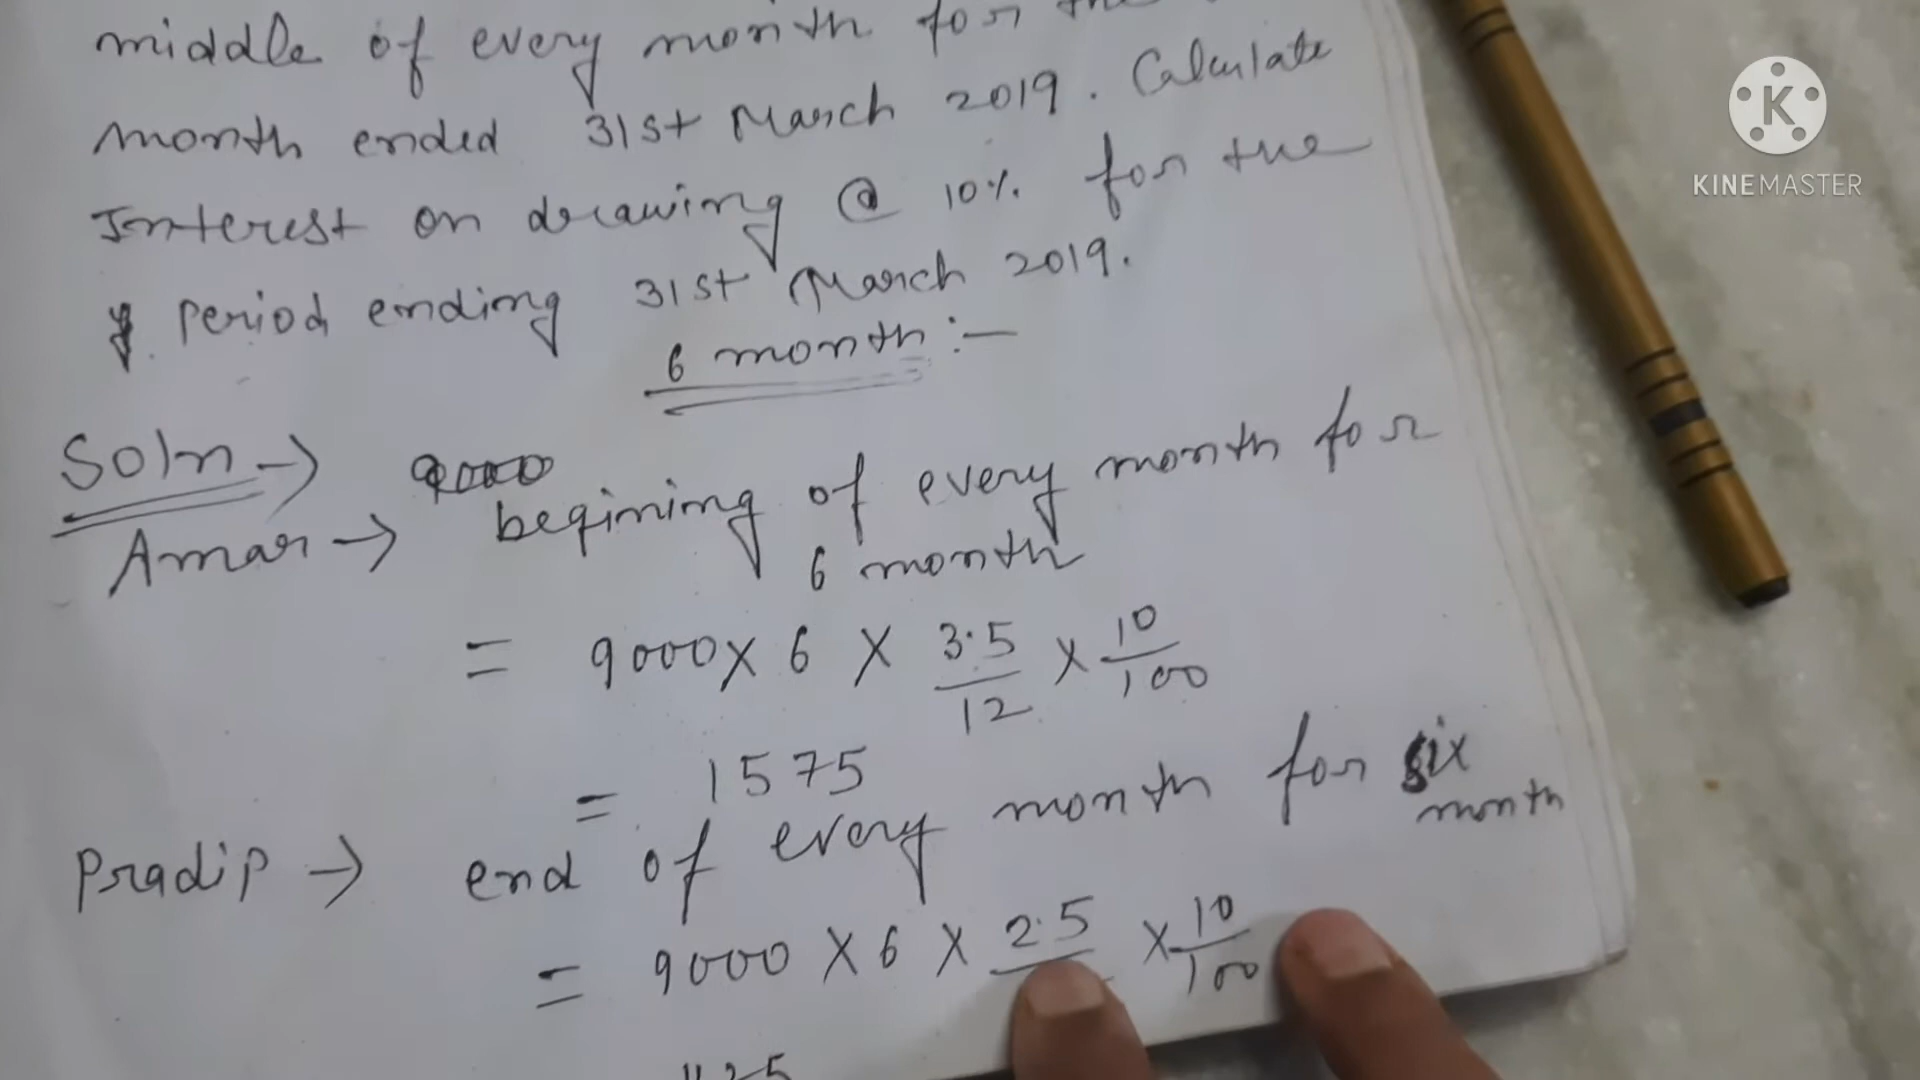 middle of every month for the
month ended 31st March 2019. Calculate
Interest on drawing @ 10% for the
period ending 31st March 2019.
6 month :-
Soln → 9000
Amar → begining of every month for
6 month
= 9000 X 6 X 3.5/12 X 10/100
= 1575
Pradip → end of every month for six
month
= 9000 X 6 X 2.5 X 10/100
1125
K
KINEMASTER